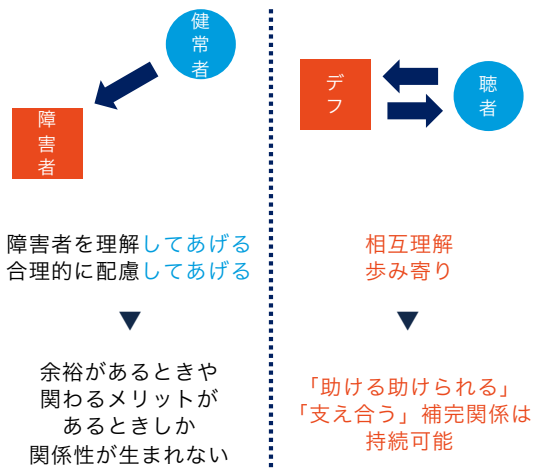 健常者
障害者
障害者を理解してあげる
合理的に配慮してあげる
余裕があるときや
関わるメリットが
あるときしか
関係性が生まれない
デフ
聴者
相互理解
歩み寄り
「助ける助けられる」
「支え合う」補完関係は
持続可能